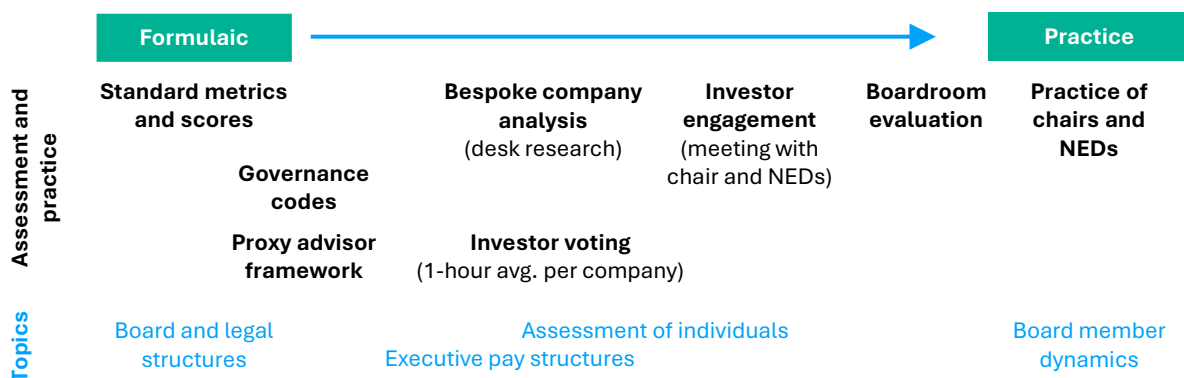 Formulaic
Practice
Assessment and
practice
Standard metrics
and scores
Bespoke company
analysis
(desk research)
Investor
engagement
(meeting with
chair and NEDs)
Boardroom
evaluation
Practice of
chairs and
NEDs
Governance
codes
Proxy advisor
framework
Investor voting
(1-hour avg. per company)
Topics
Board and legal
structures
Assessment of individuals
Executive pay structures
Board member
dynamics